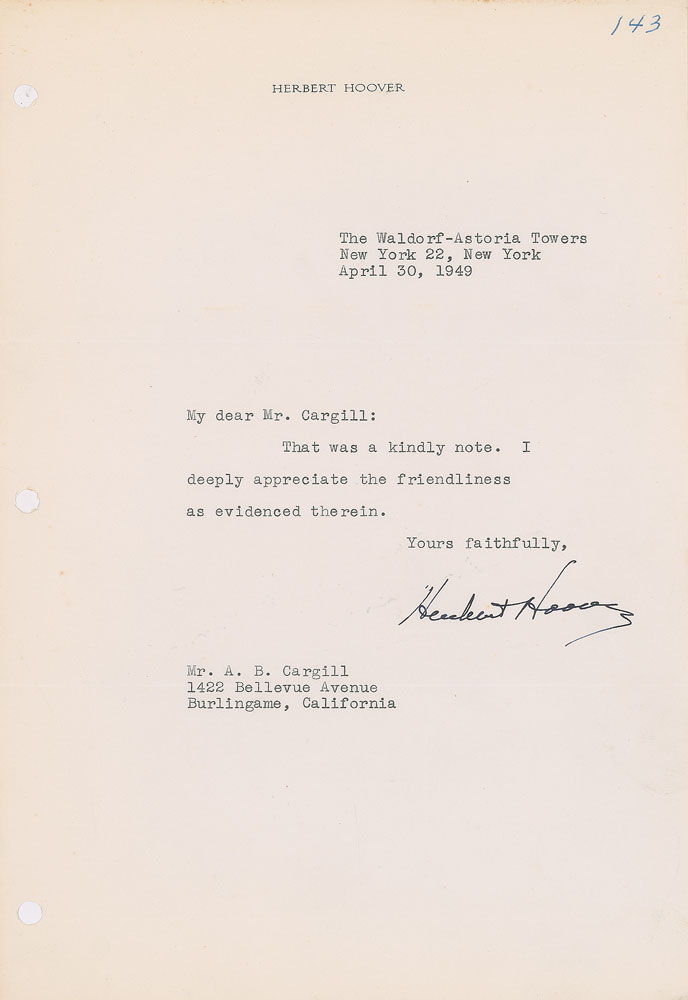 143
HERBERT HOOVER
The Waldorf-Astoria Towers
New York 22, New York
April 30, 1949
My dear Mr. Cargill:
That was a kindly note. I
deeply appreciate the friendliness
as evidenced therein.
Yours faithfully,
Herbert Hoover
Mr. A. B. Cargill
1422 Bellevue Avenue
Burlingame, California